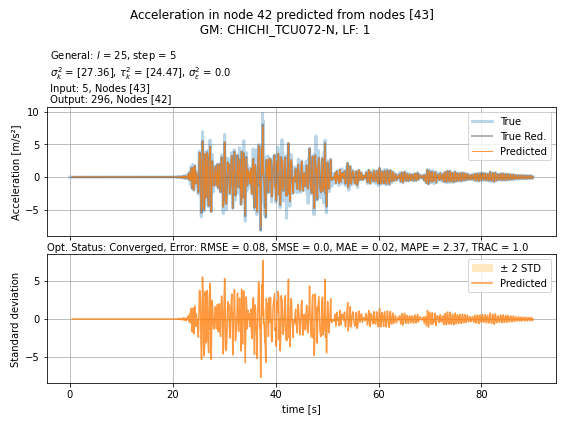 Acceleration in node 42 predicted from nodes [43]
GM: CHICHI_TCU072-N, LF: 1
General: l = 25, step = 5
σ²ₖ = [27.36], τ²ₖ = [24.47], σ²ε = 0.0
Input: 5, Nodes [43]
Output: 296, Nodes [42]
Acceleration [m/s²]
10
5
0
−5
True
True Red.
Predicted
Opt. Status: Converged, Error: RMSE = 0.08, SMSE = 0.0, MAE = 0.02, MAPE = 2.37, TRAC = 1.0
Standard deviation
5
0
−5
± 2 STD
Predicted
0 20 40 60 80
time [s]